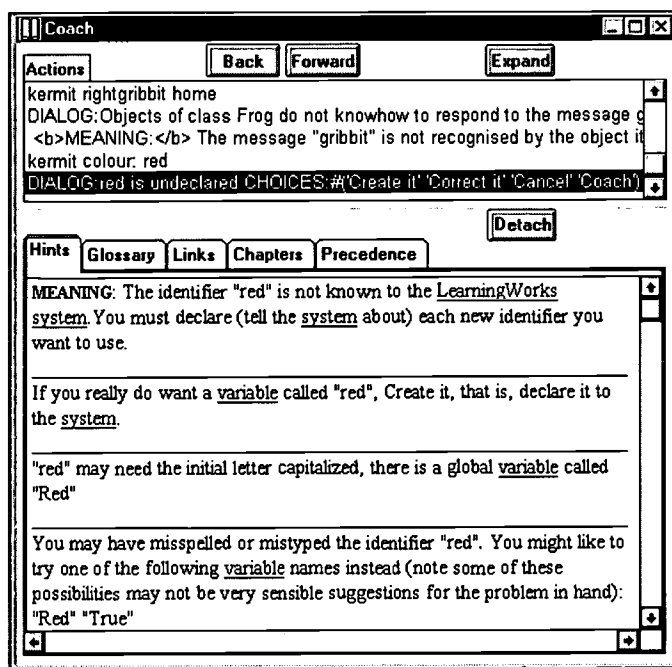 Coach
Back Forward Expand
Actions
kermit rightgribbit home
DIALOG:Objects of class Frog do not knowhow to respond to the message g
<b>MEANING:</b> The message "gribbit" is not recognised by the object it
kermit colour: red
DIALOG:red is undeclared CHOICES:#('Create it' 'Correct it' 'Cancel' 'Coach')
Detach
Hints Glossary Links Chapters Precedence
MEANING: The identifier "red" is not known to the LearningWorks
system. You must declare (tell the system about) each new identifier you
want to use.
If you really do want a variable called "red", Create it, that is, declare it to
the system.
"red" may need the initial letter capitalized, there is a global variable called
"Red"
You may have misspelled or mistyped the identifier "red". You might like to
try one of the following variable names instead (note some of these
possibilities may not be very sensible suggestions for the problem in hand):
"Red" "True"